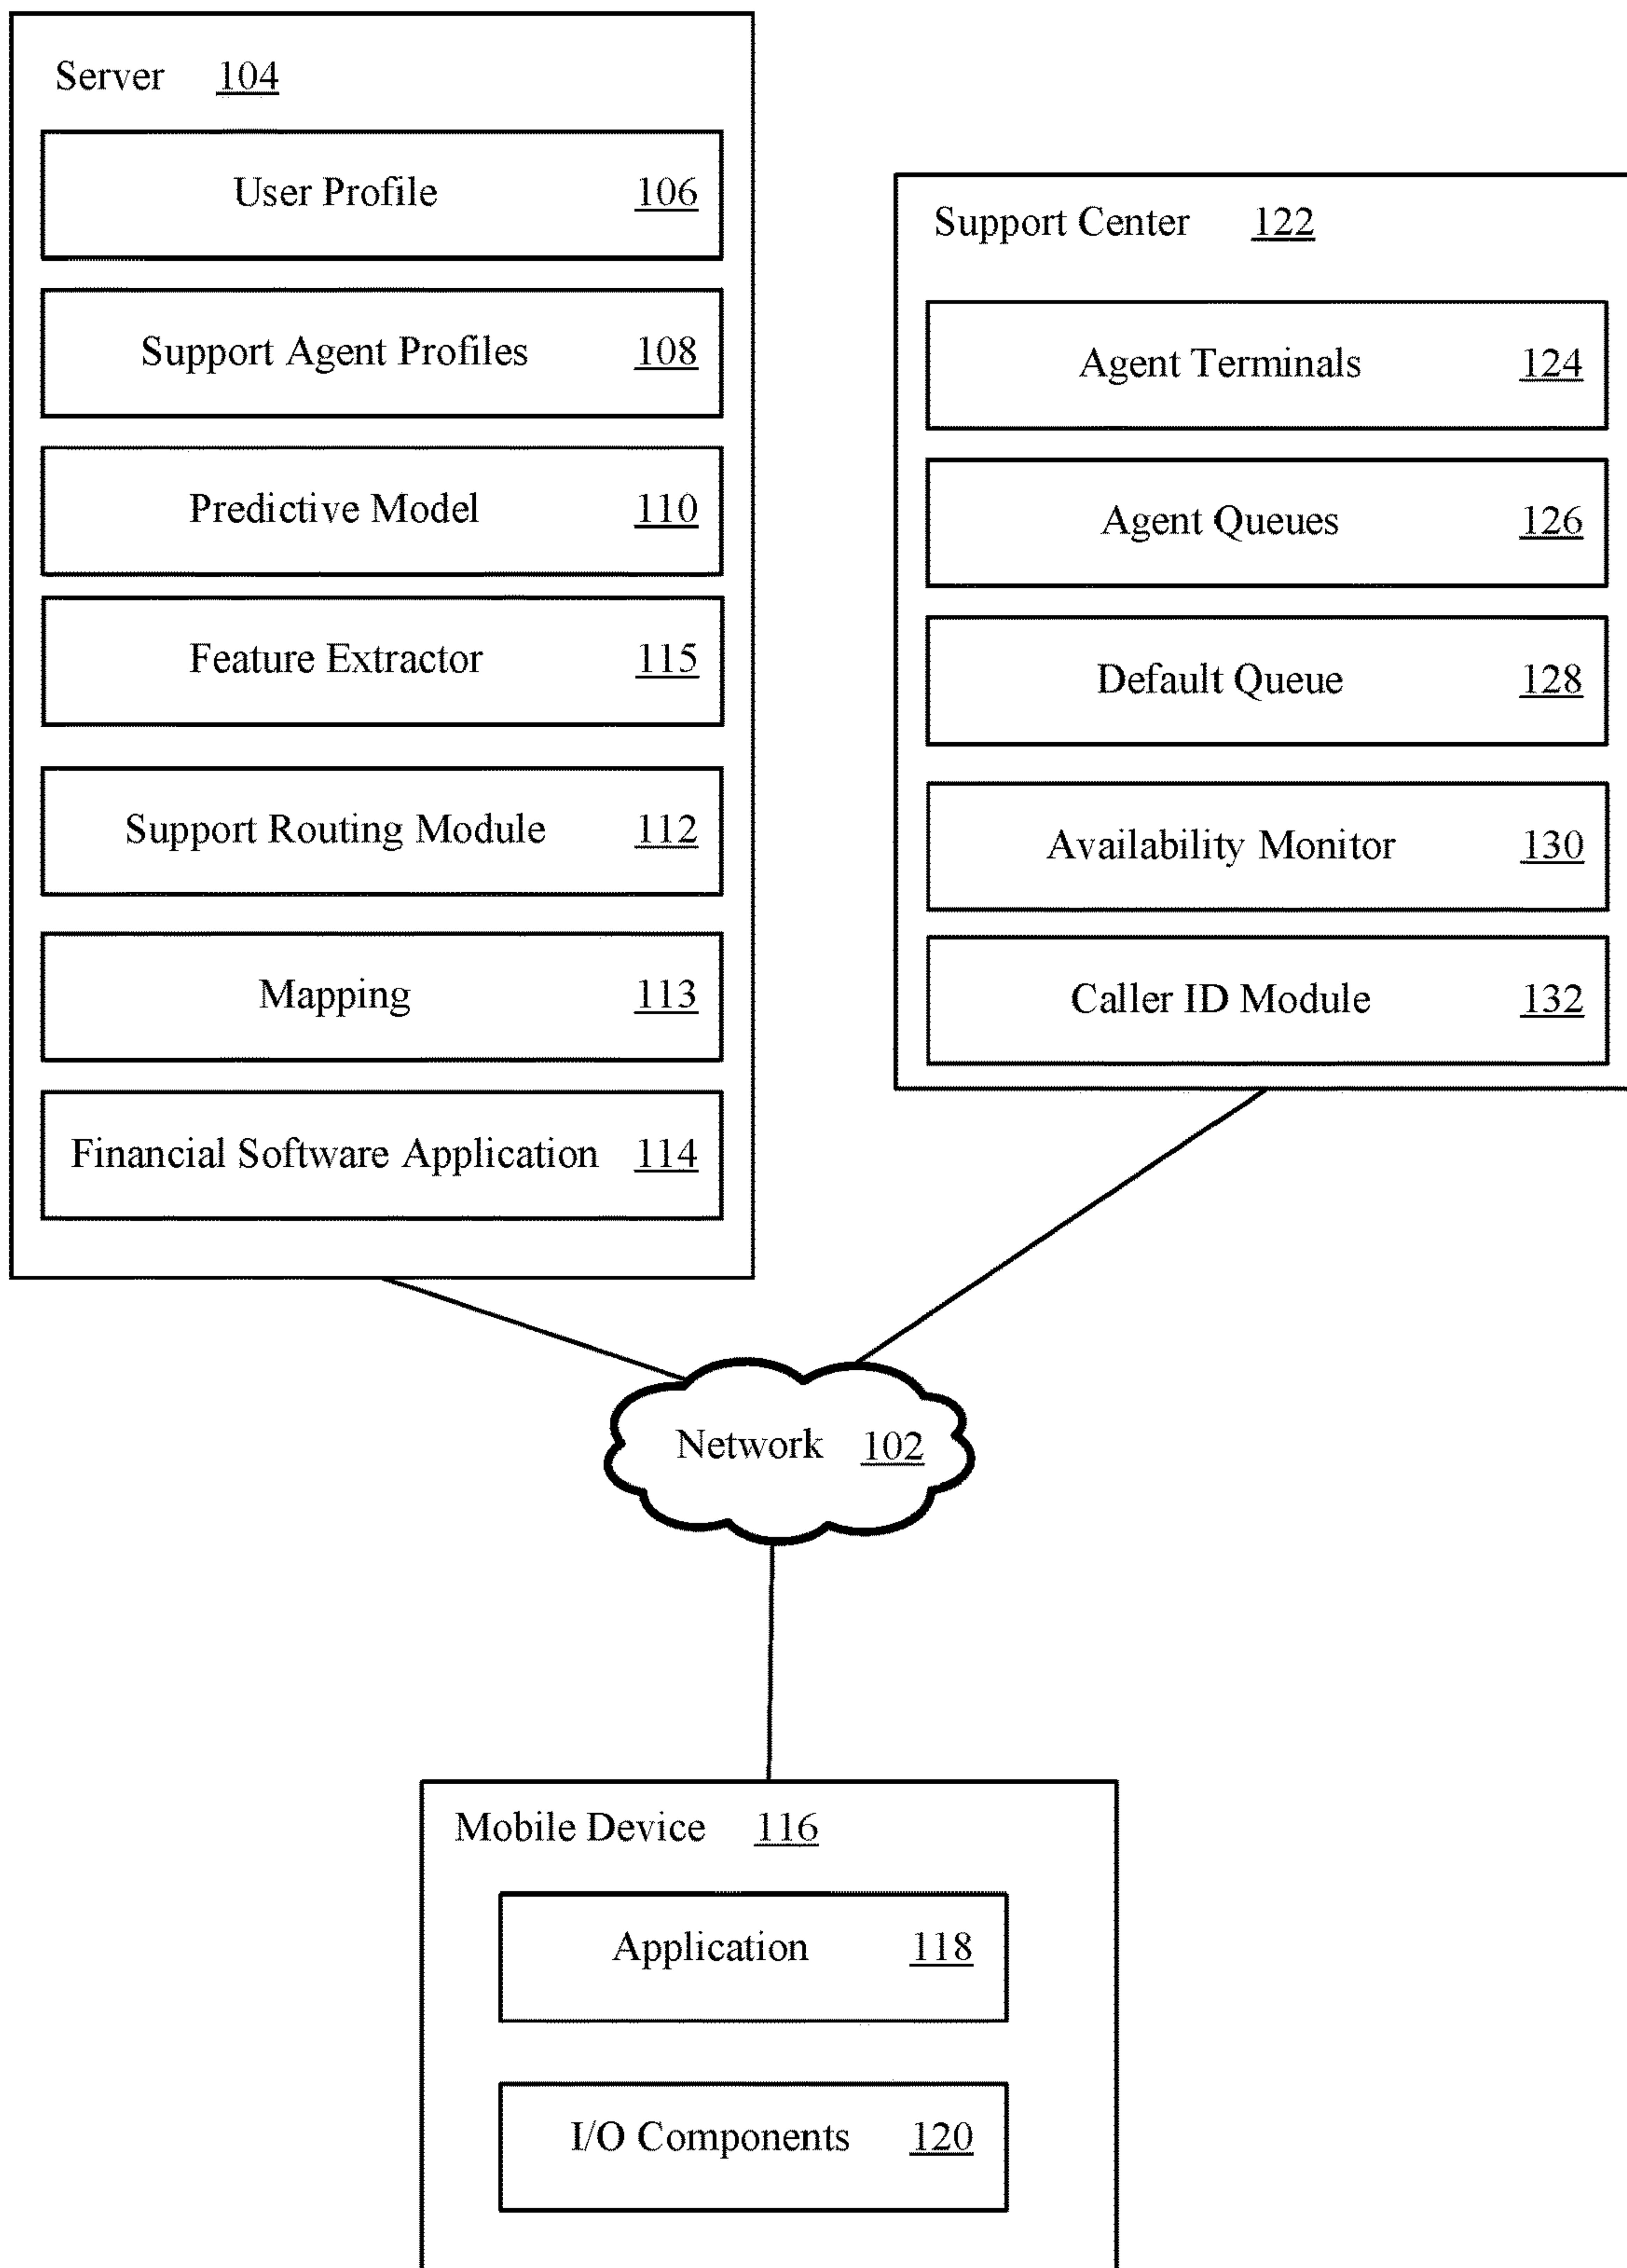 Server 104
User Profile 106
Support Agent Profiles 108
Predictive Model 110
Feature Extractor 115
Support Routing Module 112
Mapping 113
Financial Software Application 114
Support Center 122
Agent Terminals 124
Agent Queues 126
Default Queue 128
Availability Monitor 130
Caller ID Module 132
Network 102
Mobile Device 116
Application 118
I/O Components 120